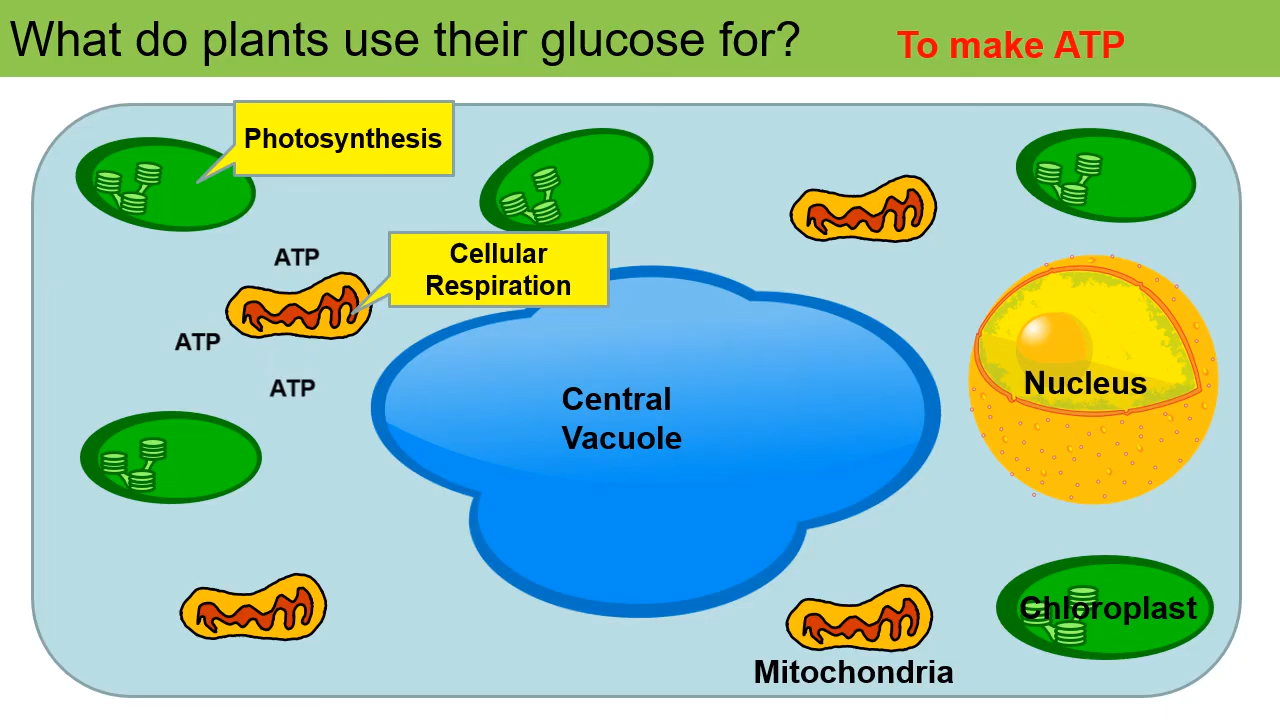 What do plants use their glucose for?
To make ATP
Photosynthesis
Cellular
Respiration
ATP
ATP
ATP
Central
Vacuole
Nucleus
Chloroplast
Mitochondria